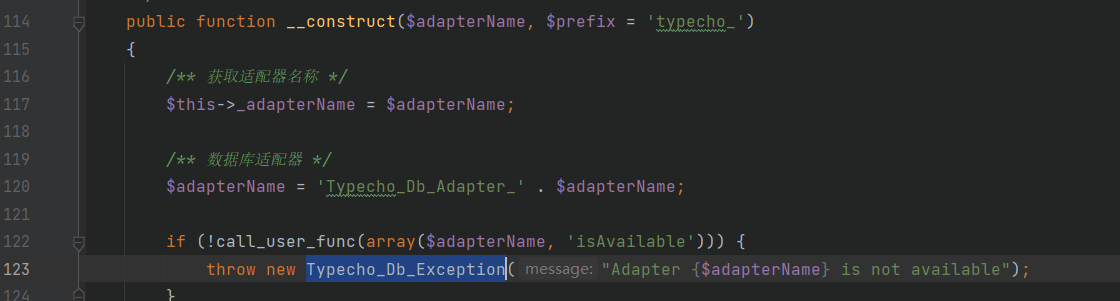 114 public function __construct($adapterName, $prefix = 'typecho_')
115 {
116 /** 获取适配器名称 */
117 $this->_adapterName = $adapterName;
118
119 /** 数据库适配器 */
120 $adapterName = 'Typecho_Db_Adapter_' . $adapterName;
121
122 if (!call_user_func(array($adapterName, 'isAvailable'))) {
123 throw new Typecho_Db_Exception( message: "Adapter {$adapterName} is not available");
124 }